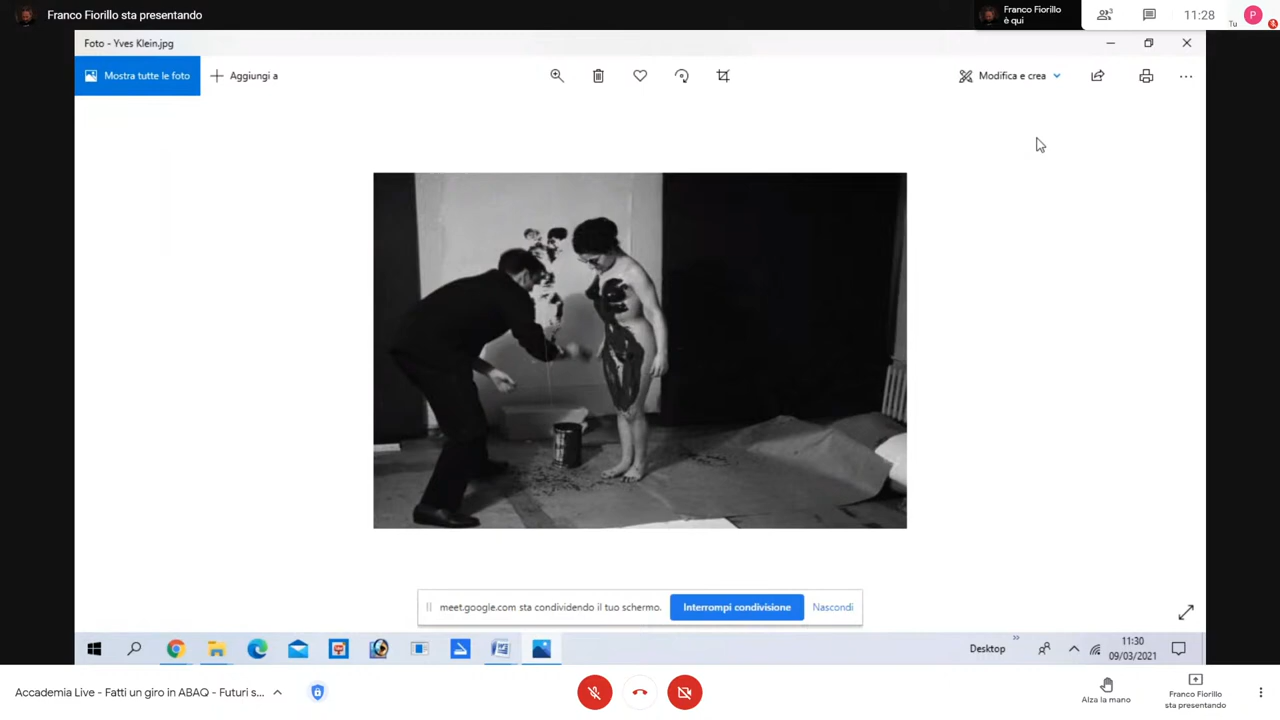 Franco Fiorillo sta presentando
Franco Fiorillo
è qui
3
11:28
Tu
P
Foto - Yves Klein.jpg
Mostra tutte le foto
Aggiungi a
Modifica e crea
meet.google.com sta condividendo il tuo schermo.
Interrompi condivisione
Nascondi
Desktop
11:30
09/03/2021
Accademia Live - Fatti un giro in ABAQ - Futuri s...
Alza la mano
Franco Fiorillo
sta presentando